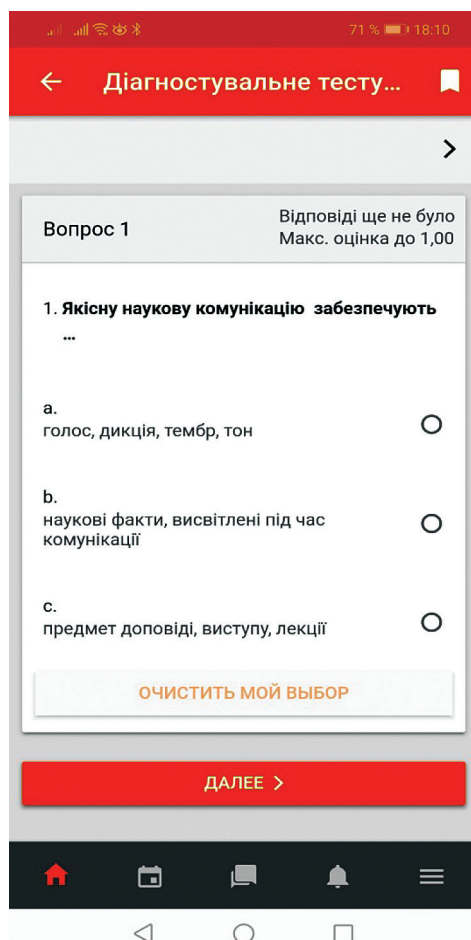 71 % 18:10
Діагностувальне тесту...
Вопрос 1
Відповіді ще не було
Макс. оцінка до 1,00
1. Якісну наукову комунікацію забезпечують
...
a.
голос, дикція, тембр, тон
b.
наукові факти, висвітлені під час
комунікації
c.
предмет доповіді, виступу, лекції
ОЧИСТИТЬ МОЙ ВЫБОР
ДАЛЕЕ >